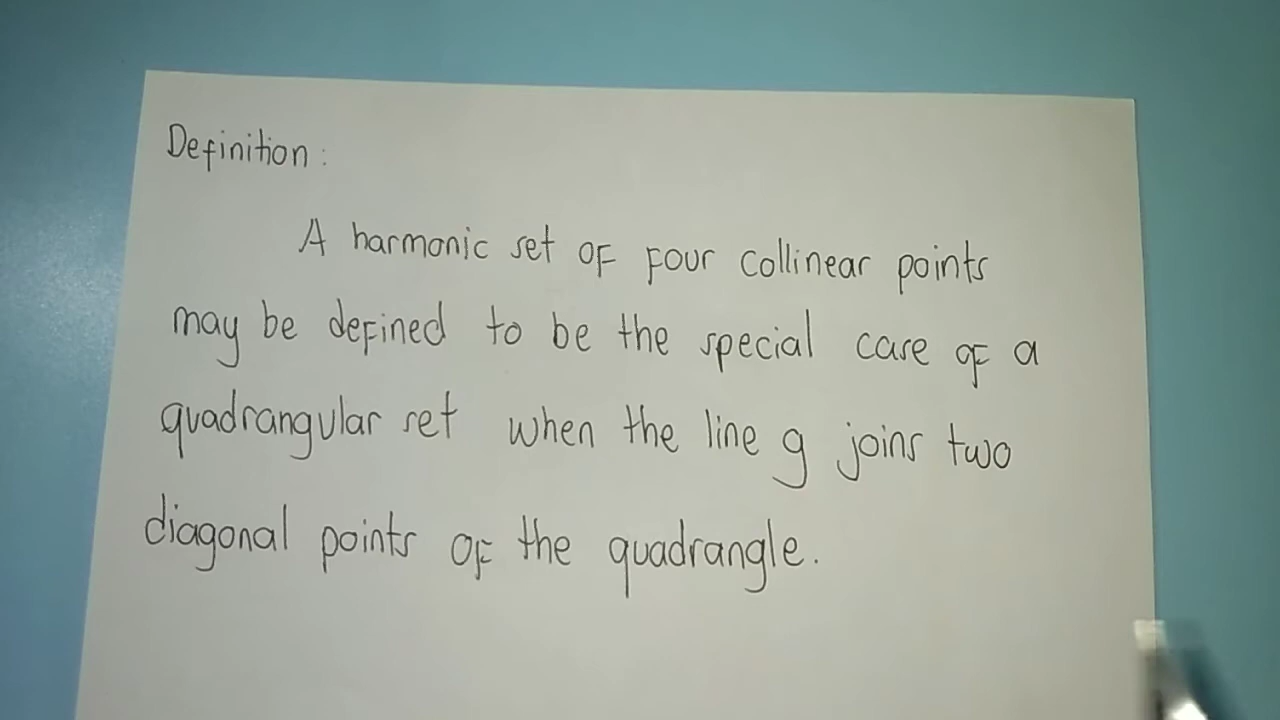 Definition:
A harmonic set of four collinear points
may be defined to be the special case of a
quadrangular set when the line g joins two
diagonal points of the quadrangle.